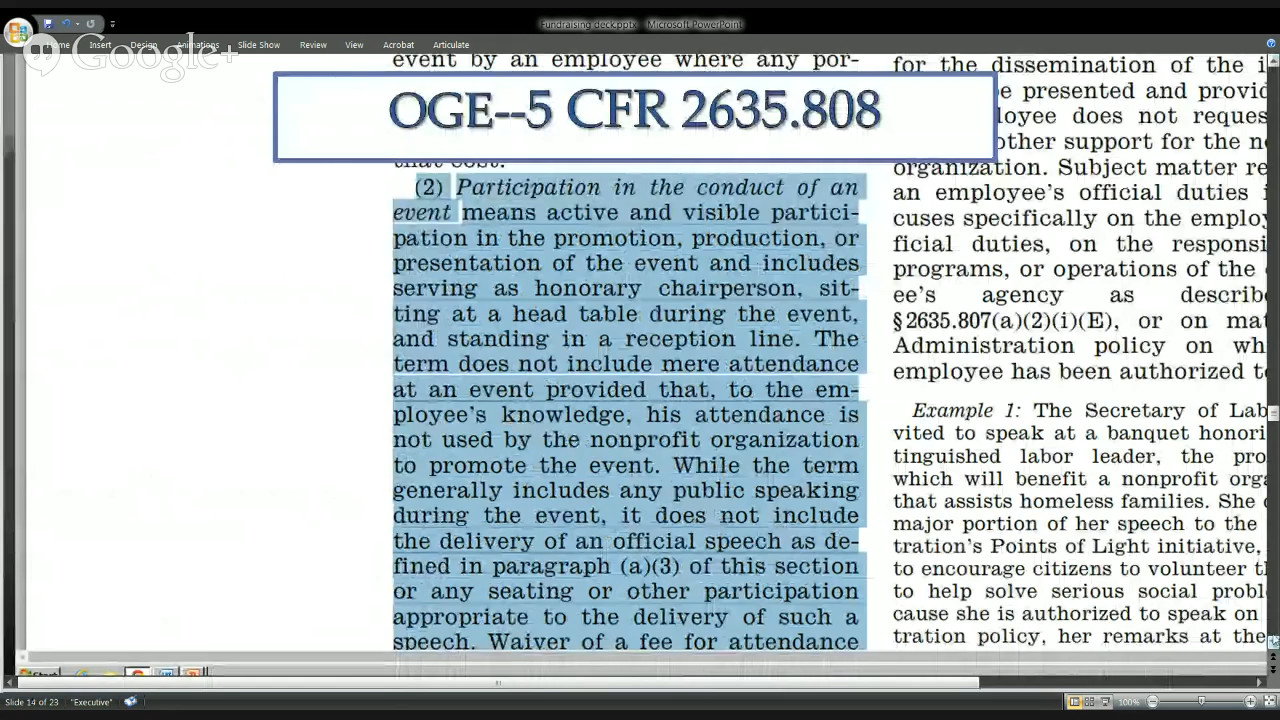 Fundraising deck.pptx - Microsoft PowerPoint
Home Insert Design Animations Slide Show Review View Acrobat Articulate
Google+
event by an employee where any por-
OGE--5 CFR 2635.808
that cost.
(2) Participation in the conduct of an
event means active and visible partici-
pation in the promotion, production, or
presentation of the event and includes
serving as honorary chairperson, sit-
ting at a head table during the event,
and standing in a reception line. The
term does not include mere attendance
at an event provided that, to the em-
ployee's knowledge, his attendance is
not used by the nonprofit organization
to promote the event. While the term
generally includes any public speaking
during the event, it does not include
the delivery of an official speech as de-
fined in paragraph (a)(3) of this section
or any seating or other participation
appropriate to the delivery of such a
speech. Waiver of a fee for attendance
for the dissemination of the i
be presented and provid
loyee does not reques
other support for the no
organization. Subject matter re
an employee's official duties i
cuses specifically on the employ
ficial duties, on the responsi
programs, or operations of the
ee's agency as describe
§2635.807(a)(2)(i)(E), or on mat
Administration policy on wh
employee has been authorized to
Example 1: The Secretary of Lab
vited to speak at a banquet honori
tinguished labor leader, the pro
which will benefit a nonprofit orga
that assists homeless families. She
major portion of her speech to the
tration's Points of Light initiative,
to encourage citizens to volunteer th
to help solve serious social probl
cause she is authorized to speak on
tration policy, her remarks at the
Start
Slide 14 of 23 "Executive" 100%